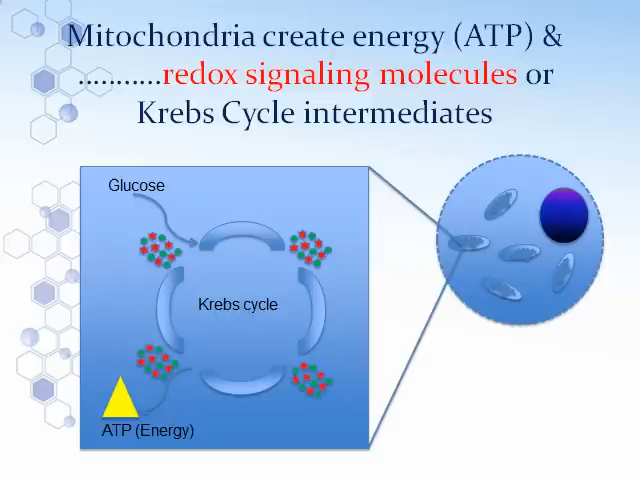 Mitochondria create energy (ATP) &
...........redox signaling molecules or
Krebs Cycle intermediates
Glucose
Krebs cycle
ATP (Energy)